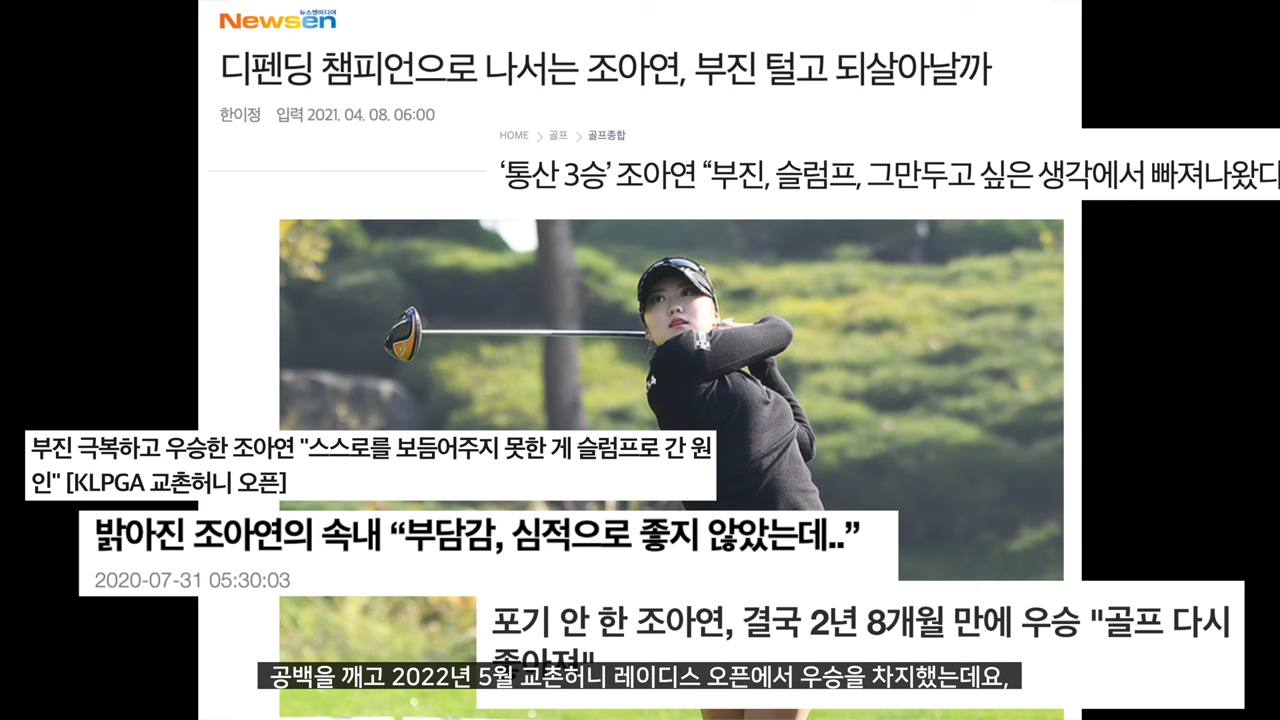 뉴스엔미디어
Newsen
디펜딩 챔피언으로 나서는 조아연, 부진 털고 되살아날까
한이정 입력 2021. 04. 08. 06:00
HOME > 골프 > 골프종합
‘통산 3승’ 조아연 “부진, 슬럼프, 그만두고 싶은 생각에서 빠져나왔다
부진 극복하고 우승한 조아연 "스스로를 보듬어주지 못한 게 슬럼프로 간 원
인" [KLPGA 교촌허니 오픈]
밝아진 조아연의 속내 “부담감, 심적으로 좋지 않았는데..”
2020-07-31 05:30:03
포기 안 한 조아연, 결국 2년 8개월 만에 우승 "골프 다시
좋아져"
공백을 깨고 2022년 5월 교촌허니 레이디스 오픈에서 우승을 차지했는데요,